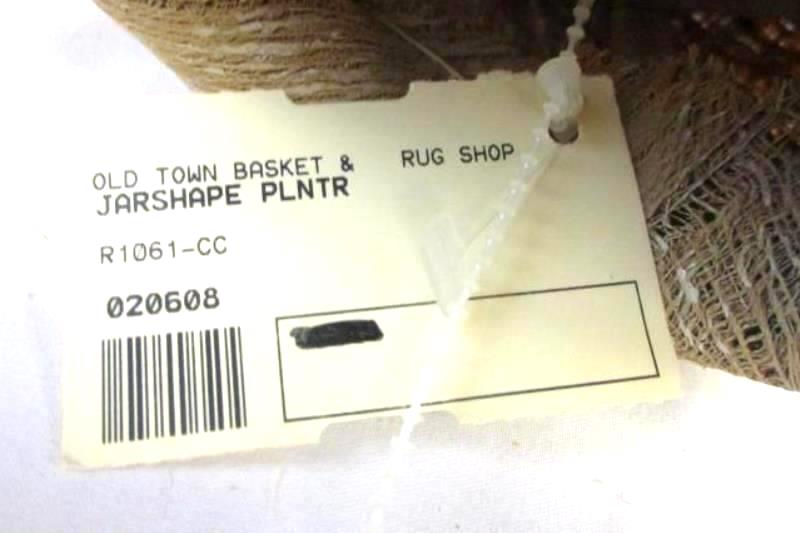 OLD TOWN BASKET & RUG SHOP
JARSHAPE PLNTR
R1061-CC
020608